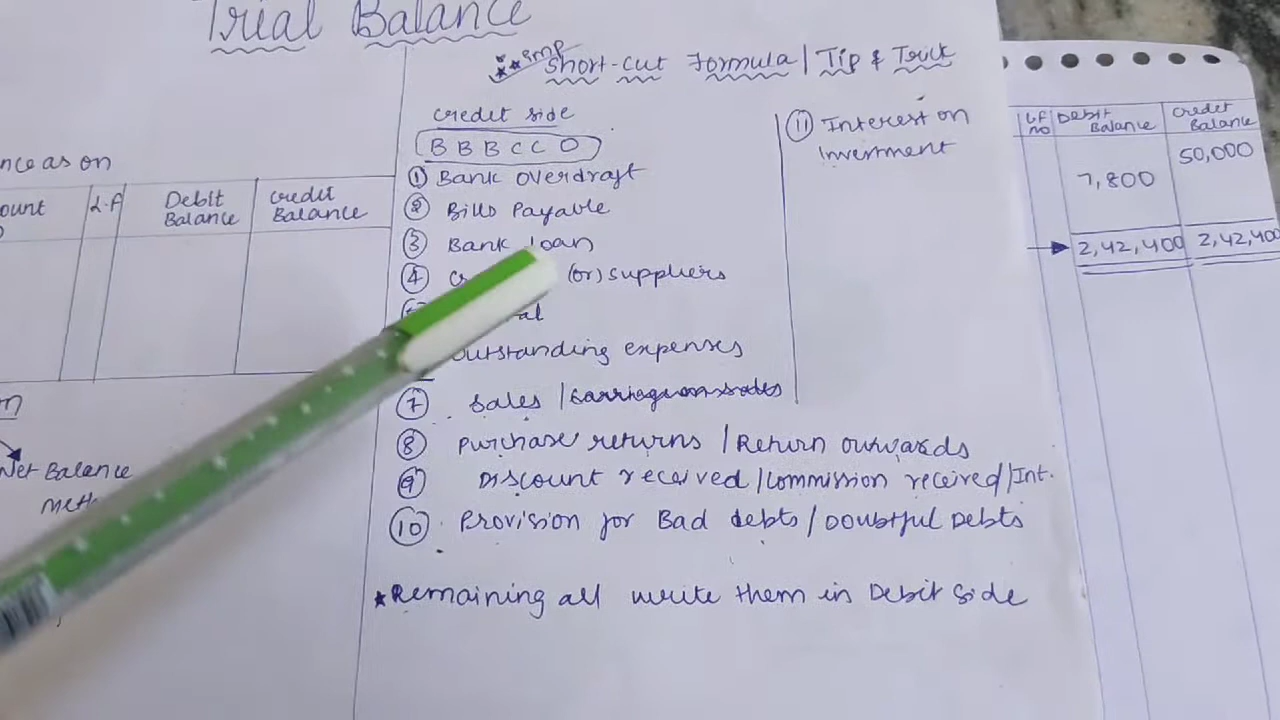 Trial Balance
Imp
Short-cut Formula | Tip & Trick
nce as on
ount
L.F
Debit Balance
Credit Balance
Net Balance
credit side
B B B C C O
① Bank overdraft
② Bills Payable
③ Bank loan
④ (or) suppliers
outstanding expenses
⑦ Sales |
⑧ Purchase returns / Return outwards
⑨ Discount received / Commission received / Int.
⑩ Provision for Bad debts / Doubtful Debts
★ Remaining all write them in Debit side
⑪ Interest on
Investment
LF no
Debit Balance
Credit Balance
50,000
7,800
2,42,400
2,42,400